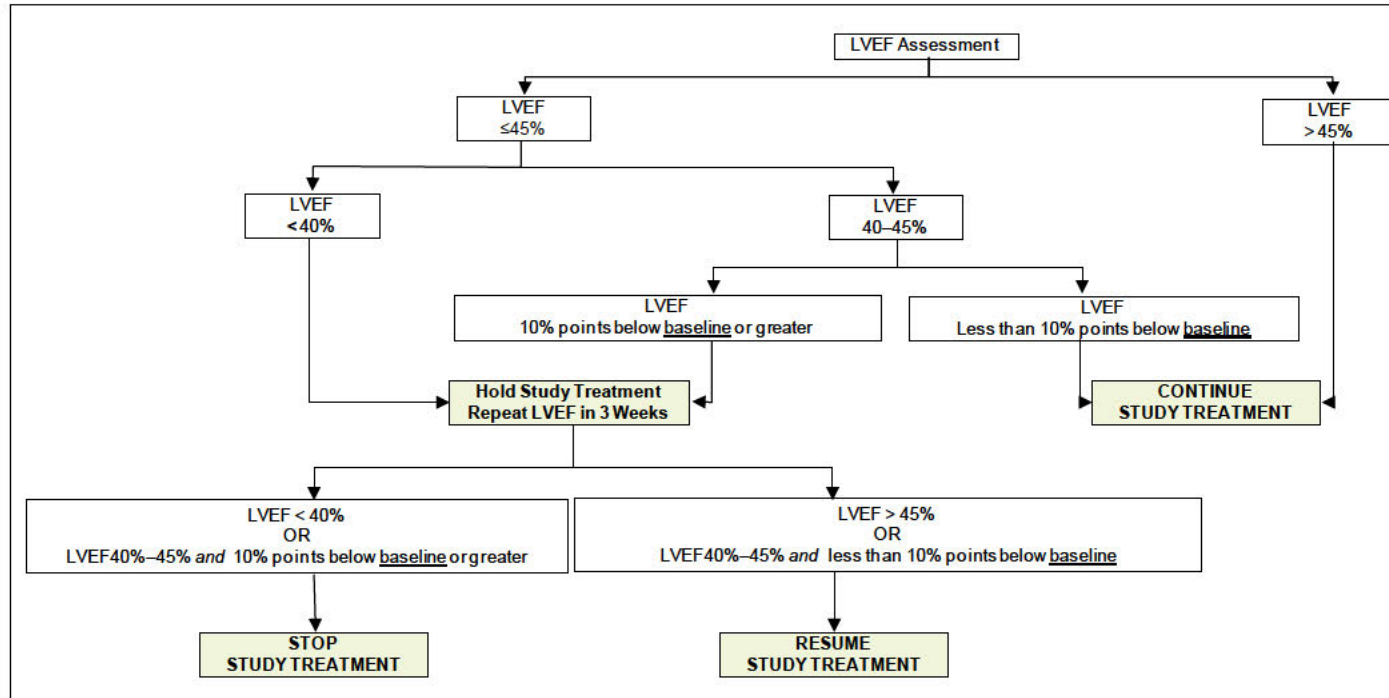 LVEF Assessment
LVEF
≤45%
LVEF
> 45%
LVEF
< 40%
LVEF
40–45%
LVEF
10% points below baseline or greater
LVEF
Less than 10% points below baseline
Hold Study Treatment
Repeat LVEF in 3 Weeks
CONTINUE
STUDY TREATMENT
LVEF < 40%
OR
LVEF40%–45% and 10% points below baseline or greater
LVEF > 45%
OR
LVEF40%–45% and less than 10% points below baseline
STOP
STUDY TREATMENT
RESUME
STUDY TREATMENT